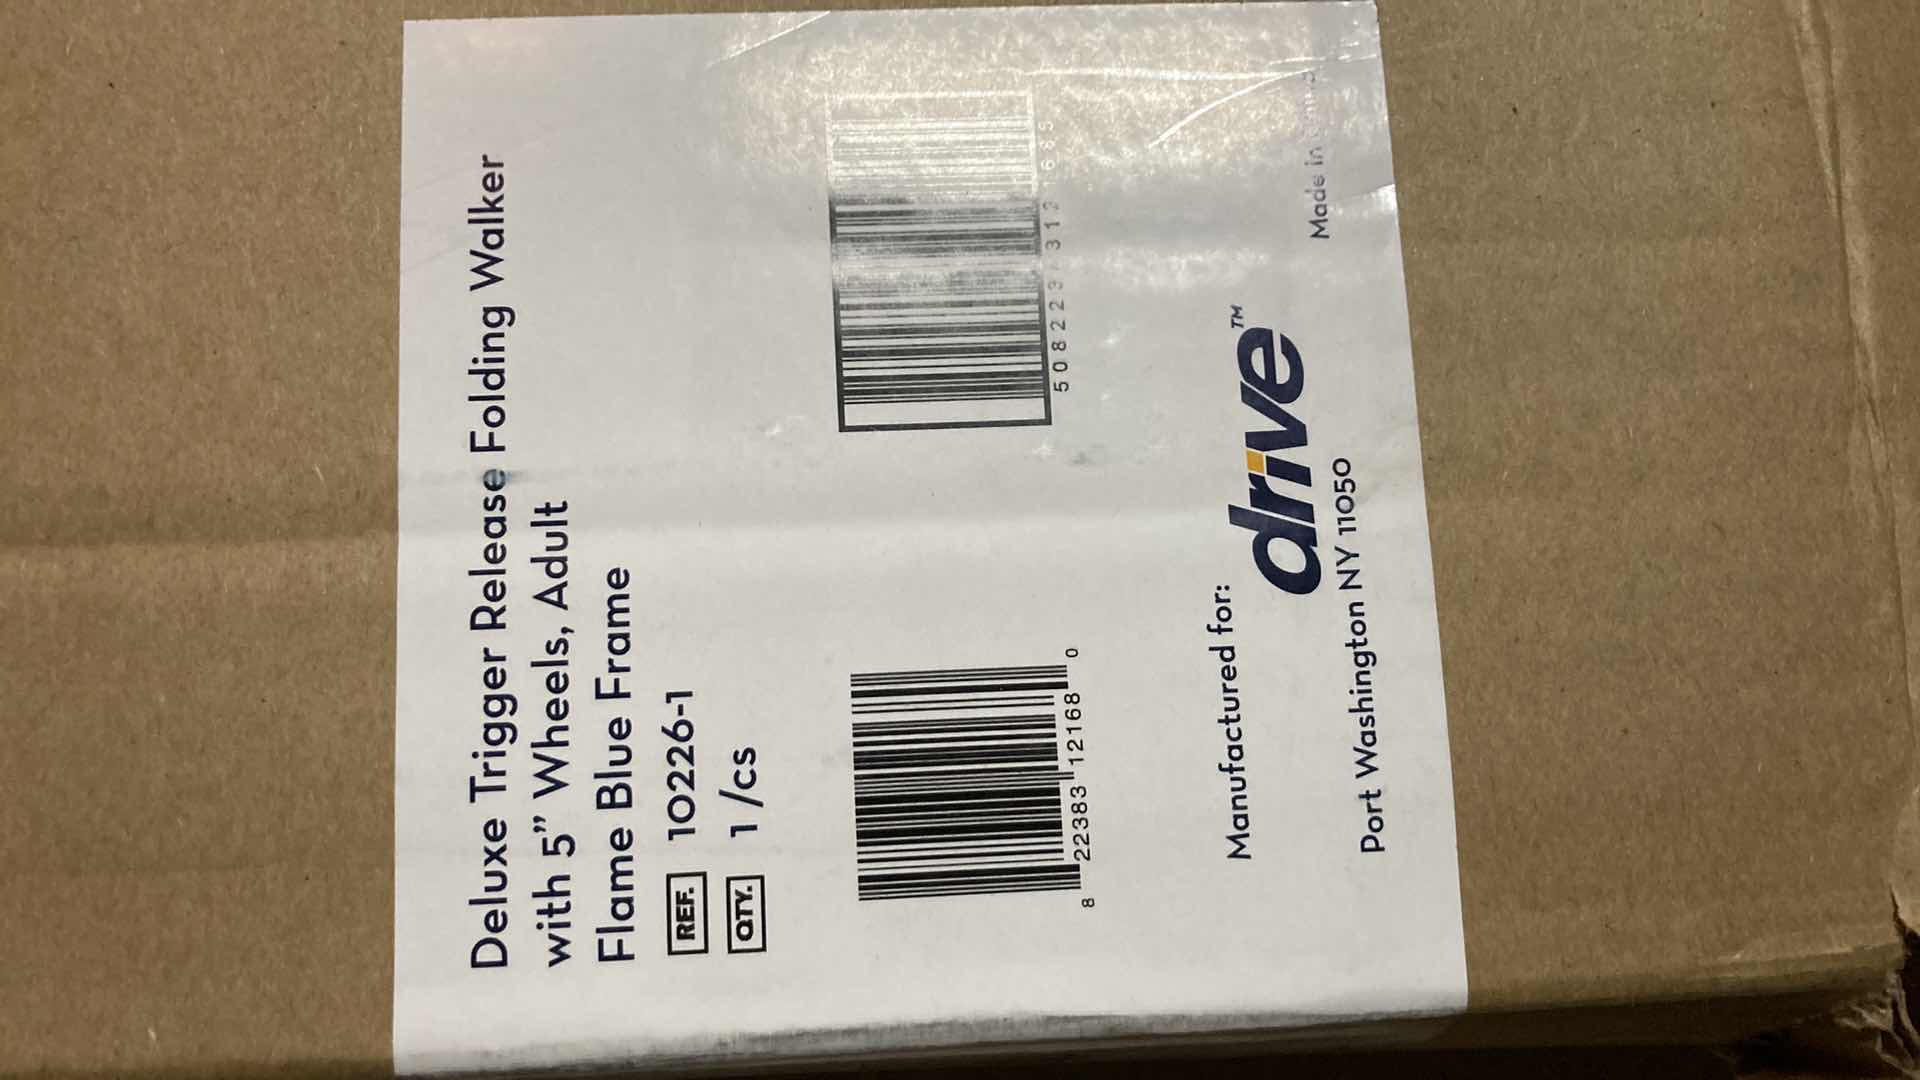 Deluxe Trigger Release Folding Walker
with 5” Wheels, Adult
Flame Blue Frame
REF. 10226-1
QTY. 1 /cs
8 22383 12168 0
Manufactured for:
drive™
Port Washington NY 11050
Made in